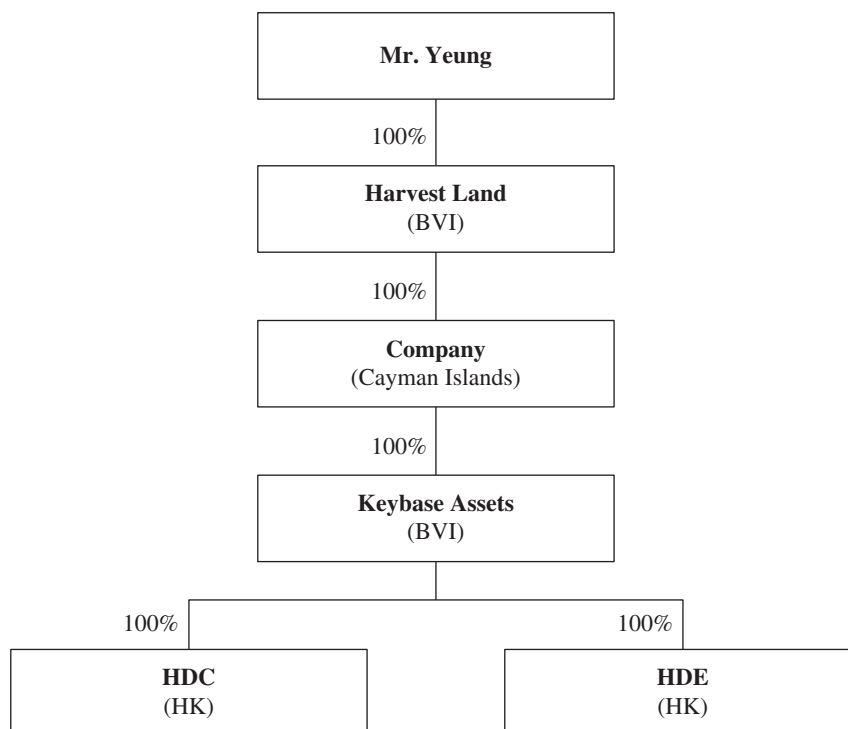 Mr. Yeung
100%
Harvest Land
(BVI)
100%
Company
(Cayman Islands)
100%
Keybase Assets
(BVI)
100%
100%
HDC
(HK)
HDE
(HK)